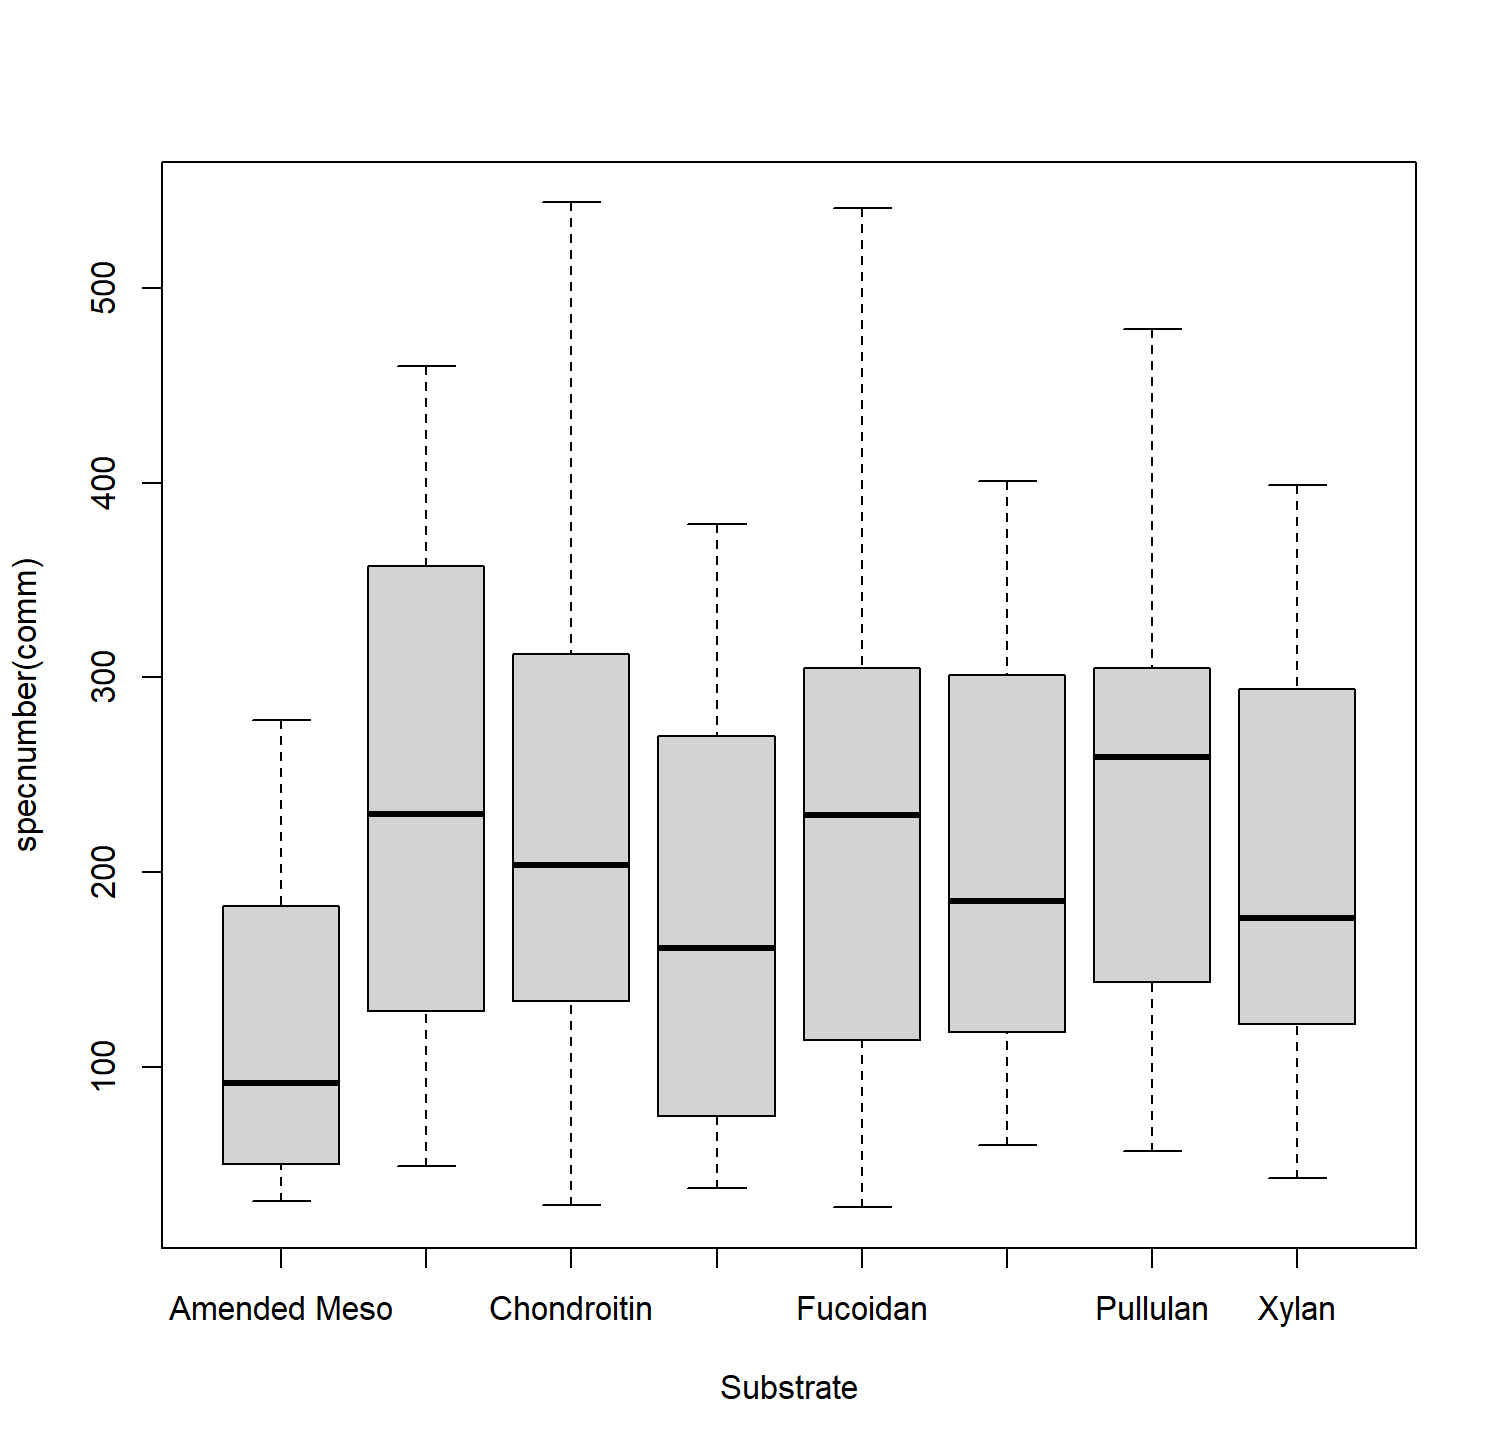 specnumber(comm)
500
400
300
200
100
Amended Meso Chondroitin Fucoidan Pullulan Xylan
Substrate